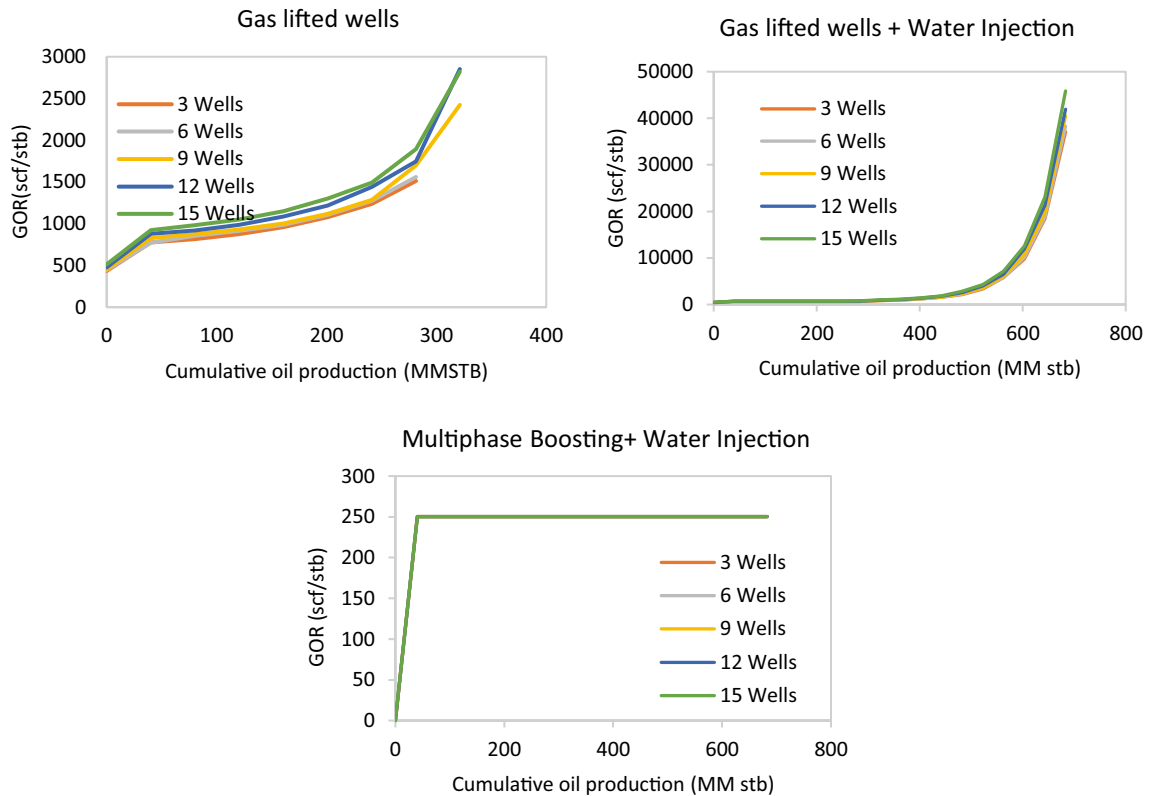 Gas lifted wells
GOR(scf/stb)
3000
2500
2000
1500
1000
500
0
3 Wells
6 Wells
9 Wells
12 Wells
15 Wells
0 100 200 300 400
Cumulative oil production (MMSTB)
Gas lifted wells + Water Injection
GOR (scf/stb)
50000
40000
30000
20000
10000
0
3 Wells
6 Wells
9 Wells
12 Wells
15 Wells
0 200 400 600 800
Cumulative oil production (MM stb)
Multiphase Boosting+ Water Injection
GOR (scf/stb)
300
250
200
150
100
50
0
3 Wells
6 Wells
9 Wells
12 Wells
15 Wells
0 200 400 600 800
Cumulative oil production (MM stb)